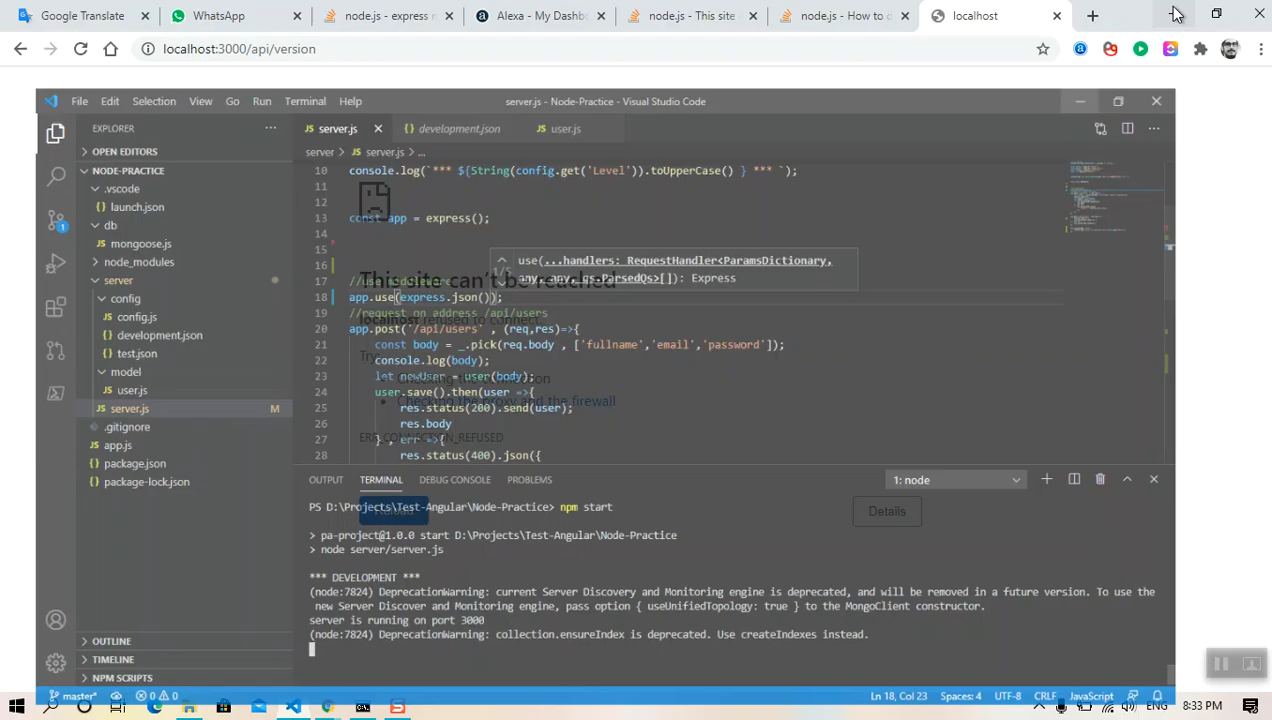 Google Translate
WhatsApp
node.js - express r
Alexa - My Dashb
node.js - This site
node.js - How to c
localhost
localhost:3000/api/version
File Edit Selection View Go Run Terminal Help
server.js - Node-Practice - Visual Studio Code
EXPLORER
OPEN EDITORS
NODE-PRACTICE
.vscode
launch.json
db
mongoose.js
node_modules
server
config
config.js
development.json
test.json
model
user.js
server.js M
.gitignore
app.js
package.json
package-lock.json
OUTLINE
TIMELINE
NPM SCRIPTS
server.js
development.json
user.js
server > server.js > ...
10 console.log(`*** ${String(config.get('Level')).toUpperCase() } *** `);
11
13 const app = express();
14
15
16
use(...handlers: RequestHandler<ParamsDictionary,
1/5 any, any, qs.ParsedQs>[]): Express
This site can't be reached
17 //use
18 app.use(express.json());
localhost refused to connect.
19 //request on address /api/users
20 app.post('/api/users' , (req,res)=>{
21 const body = _.pick(req.body , ['fullname','email','password']);
Try
22 console.log(body);
23 let newUser = user(body);
Checking the connection
24 user.save().then(user =>{
Checking the proxy and the firewall
25 res.status(200).send(user);
26 res.body
27 } , err =>{
ERR_CONNECTION_REFUSED
28 res.status(400).json({
OUTPUT TERMINAL DEBUG CONSOLE PROBLEMS
1: node
PS D:\Projects\Test-Angular\Node-Practice> npm start
Reload
Details
> pa-project@1.0.0 start D:\Projects\Test-Angular\Node-Practice
> node server/server.js
*** DEVELOPMENT ***
(node:7824) DeprecationWarning: current Server Discovery and Monitoring engine is deprecated, and will be removed in a future version. To use the
new Server Discover and Monitoring engine, pass option { useUnifiedTopology: true } to the MongoClient constructor.
server is running on port 3000
(node:7824) DeprecationWarning: collection.ensureIndex is deprecated. Use createIndexes instead.
master* 0 0
Ln 18, Col 23 Spaces: 4 UTF-8 CRLF JavaScript
ENG 8:33 PM